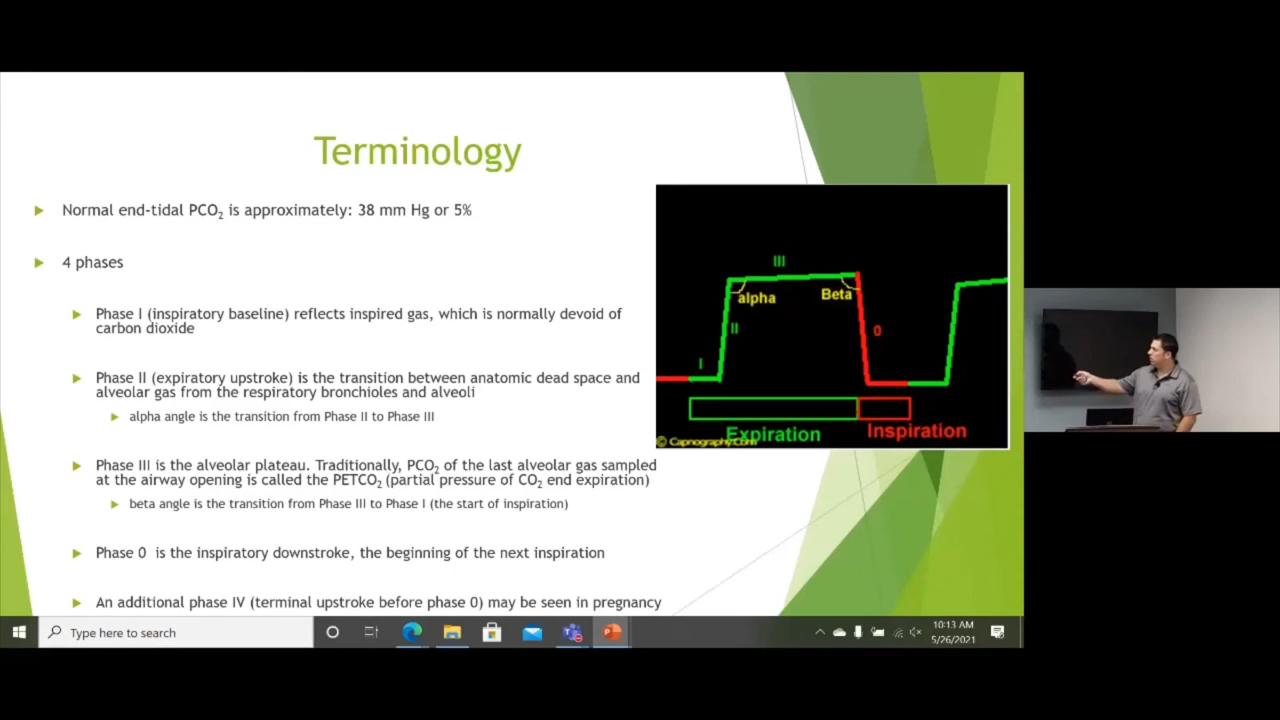 Terminology
Normal end-tidal PCO₂ is approximately: 38 mm Hg or 5%
4 phases
Phase I (inspiratory baseline) reflects inspired gas, which is normally devoid of
carbon dioxide
Phase II (expiratory upstroke) is the transition between anatomic dead space and
alveolar gas from the respiratory bronchioles and alveoli
alpha angle is the transition from Phase II to Phase III
Phase III is the alveolar plateau. Traditionally, PCO₂ of the last alveolar gas sampled
at the airway opening is called the PETCO₂ (partial pressure of CO₂ end expiration)
beta angle is the transition from Phase III to Phase I (the start of inspiration)
Phase 0 is the inspiratory downstroke, the beginning of the next inspiration
An additional phase IV (terminal upstroke before phase 0) may be seen in pregnancy
III
alpha
Beta
II
0
I
Expiration
Inspiration
© Capnography.Com
Type here to search
10:13 AM
5/26/2021